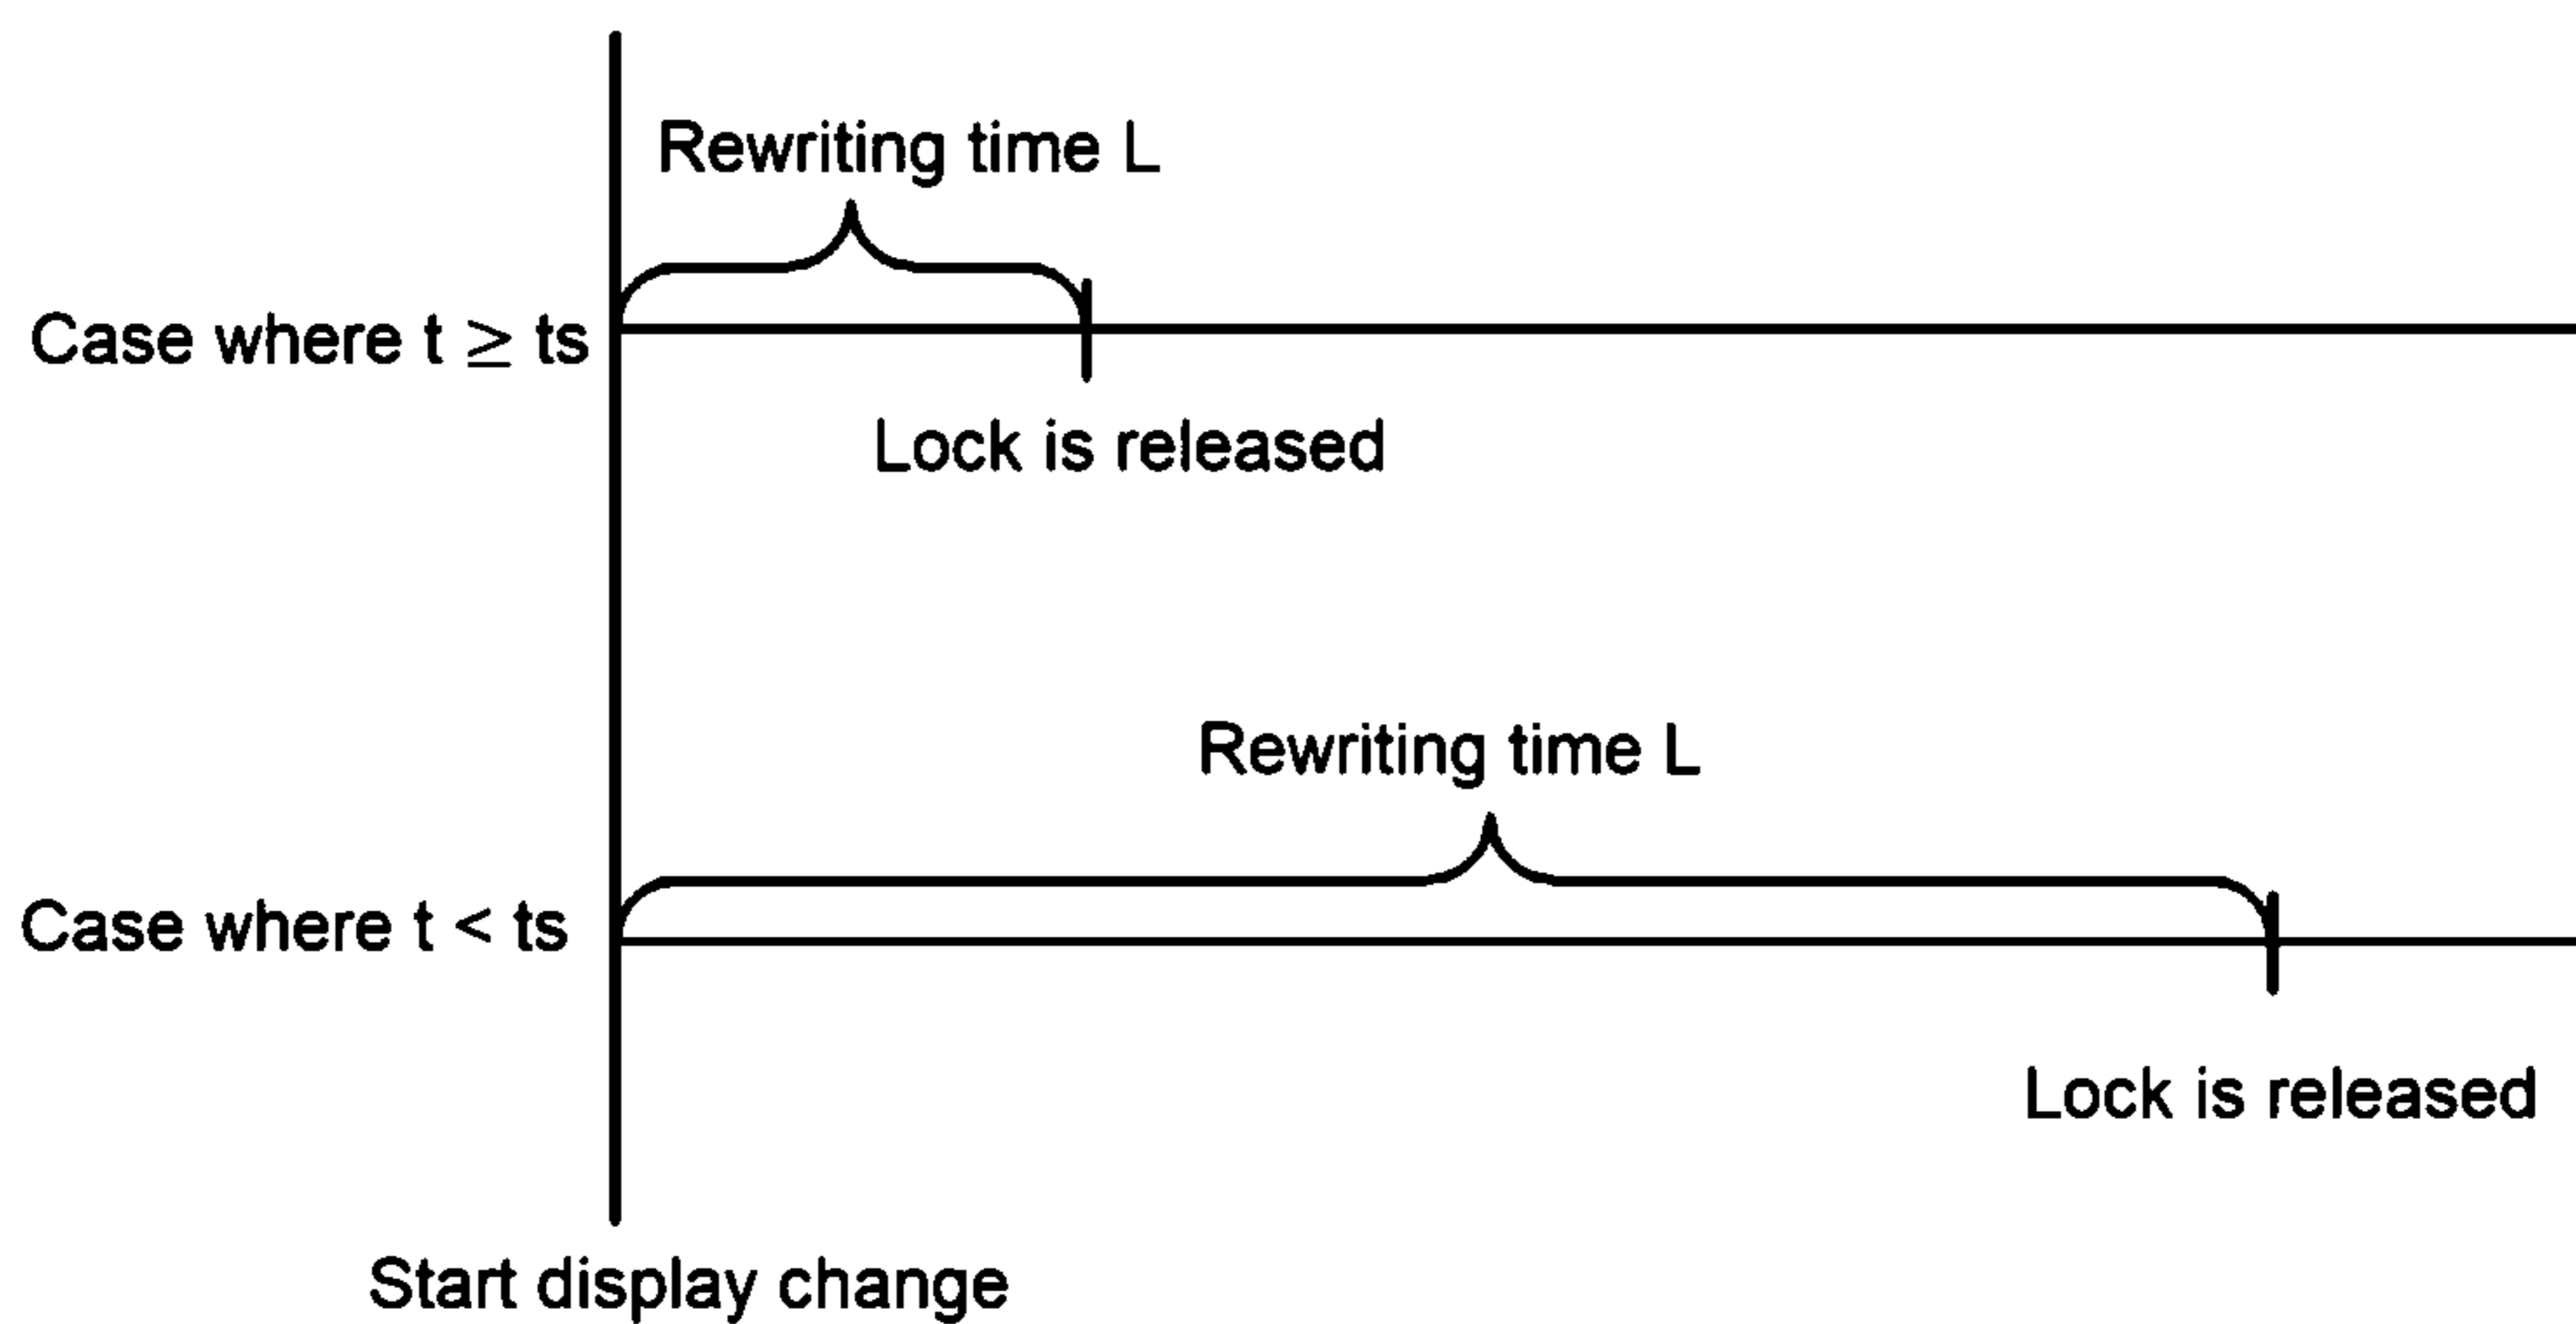 Rewriting time L
Case where t ≥ ts
Lock is released
Rewriting time L
Case where t < ts
Lock is released
Start display change